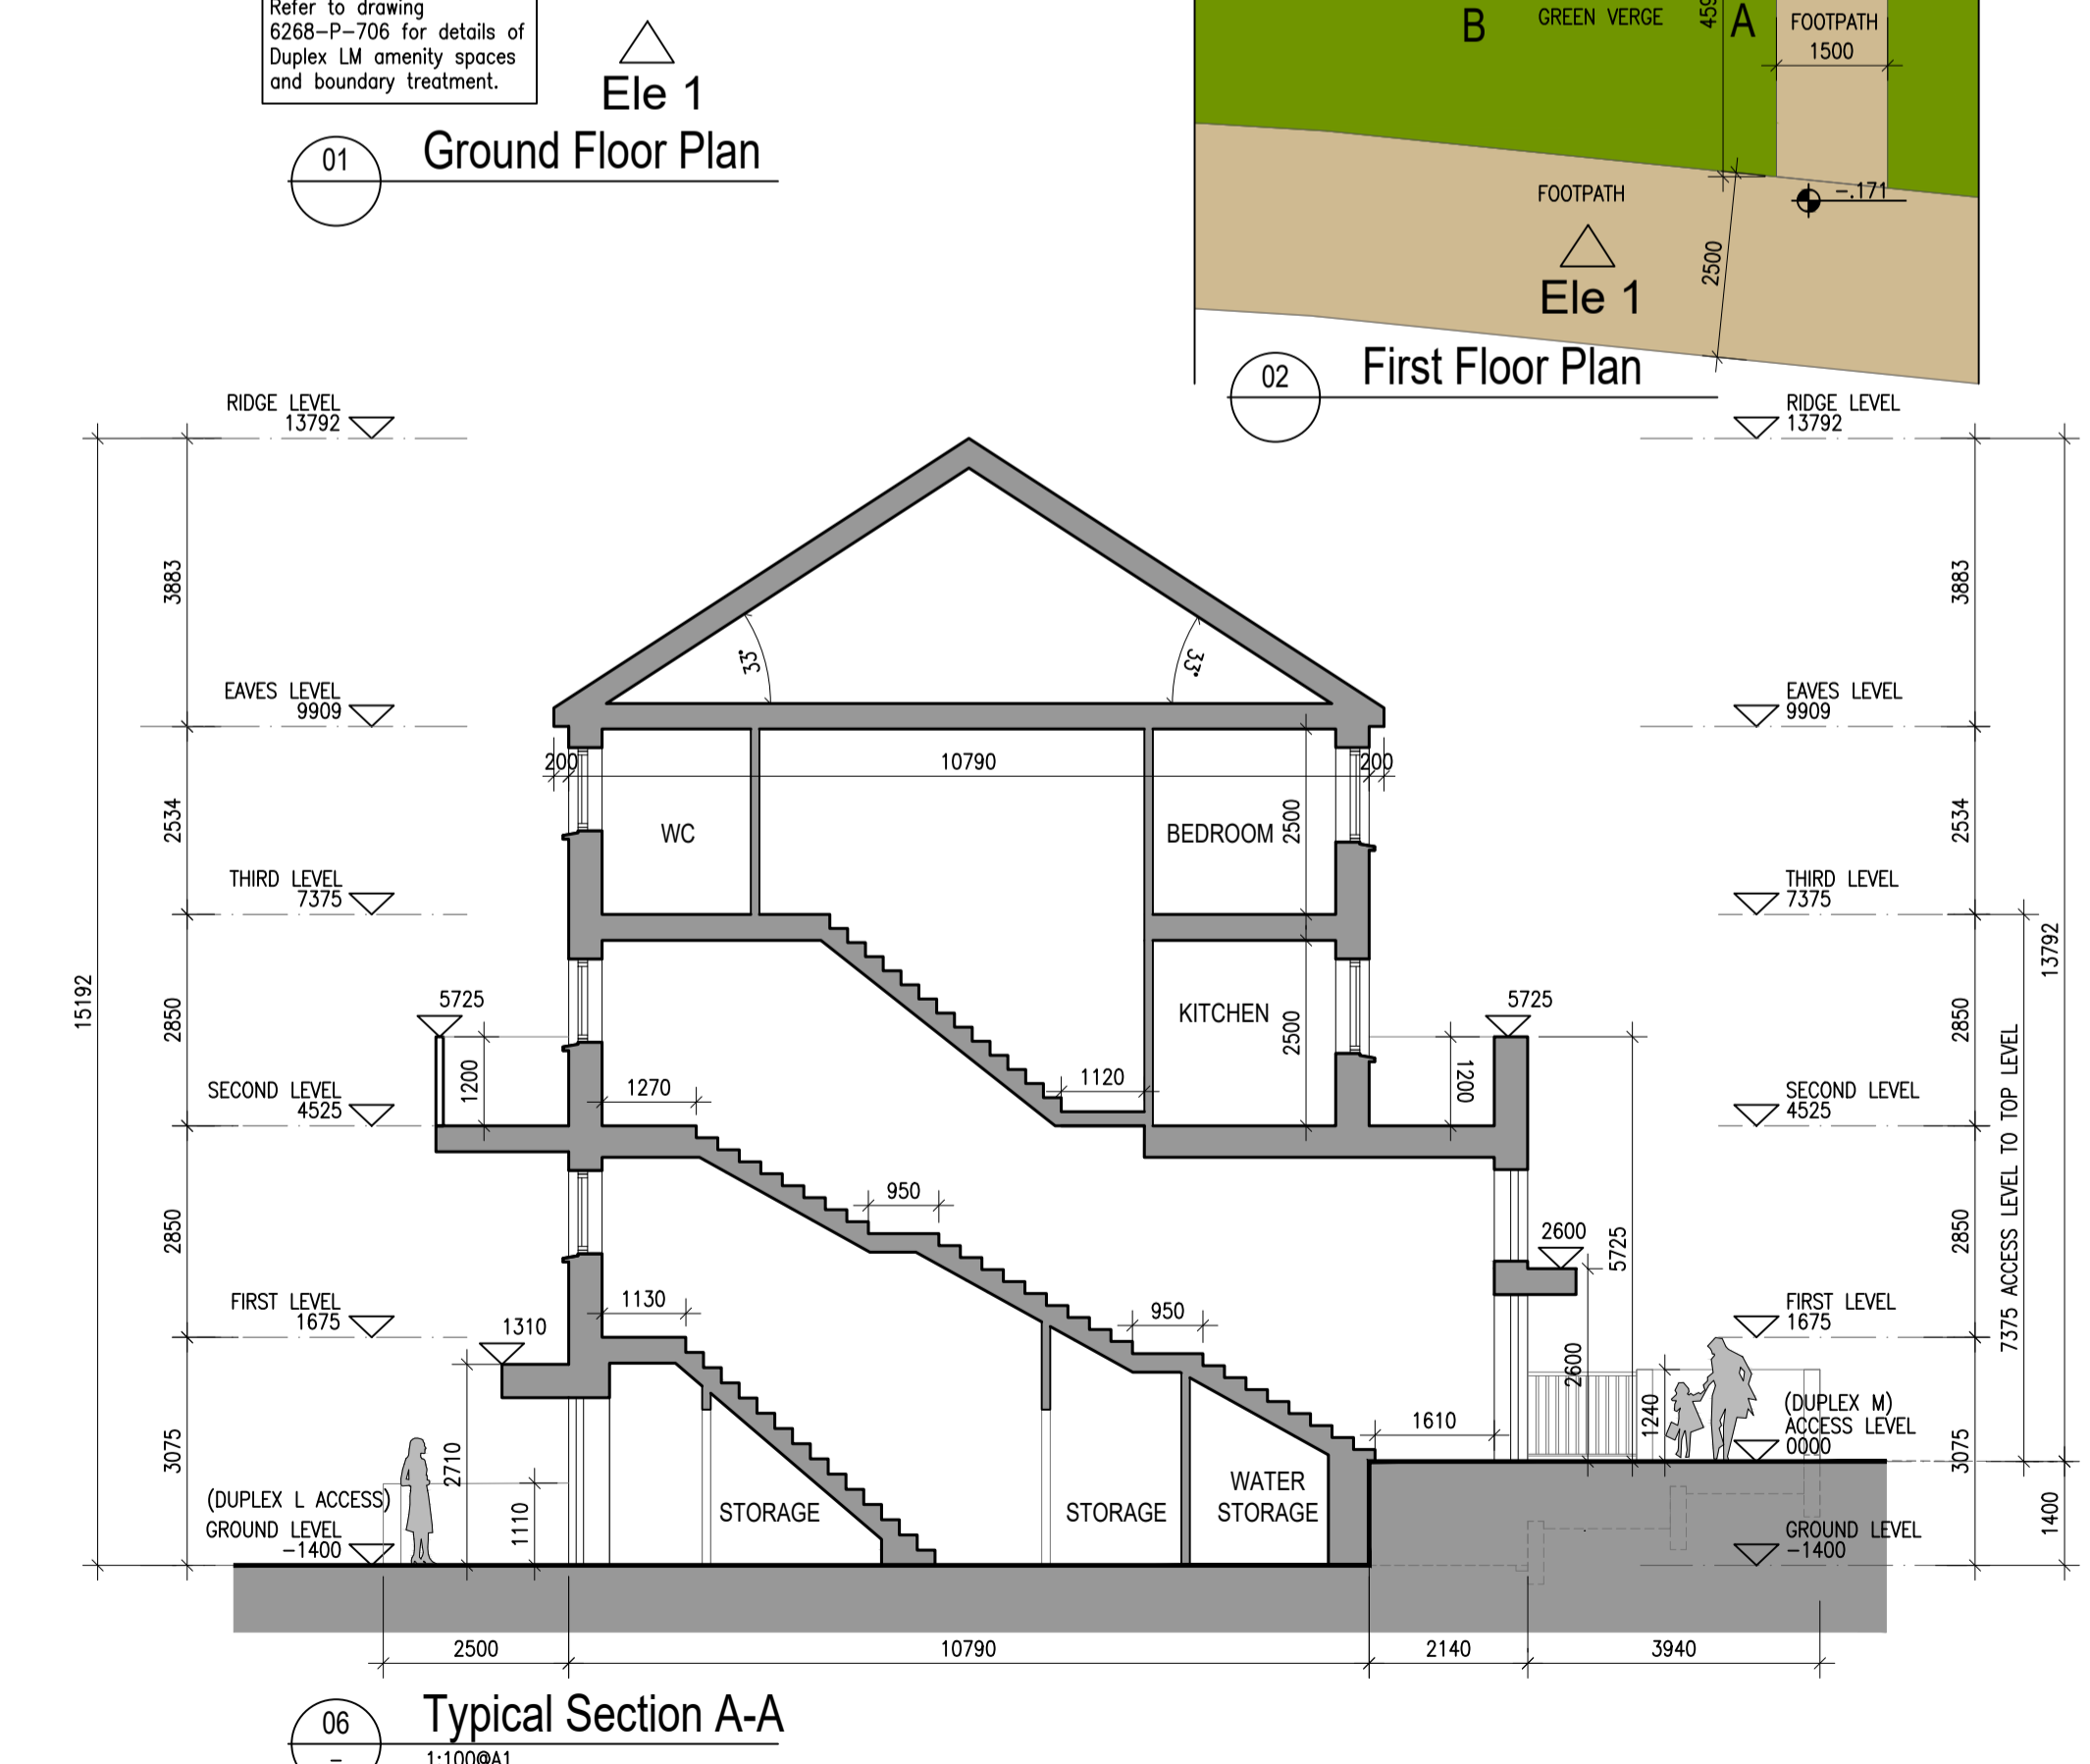 Refer to drawing
6268-P-706 for details of
Duplex LM amenity spaces
and boundary treatment.
Ele 1
01
Ground Floor Plan
B
GREEN VERGE
A
FOOTPATH
1500
FOOTPATH
-.171
2500
Ele 1
02
First Floor Plan
RIDGE LEVEL
13792
RIDGE LEVEL
13792
3883
3883
33°
33°
EAVES LEVEL
9909
EAVES LEVEL
9909
200
10790
200
2534
WC
BEDROOM
2500
2534
THIRD LEVEL
7375
THIRD LEVEL
7375
15192
2850
5725
1200
KITCHEN
2500
5725
1200
2850
13792
SECOND LEVEL
4525
1270
1120
SECOND LEVEL
4525
7375 ACCESS LEVEL TO TOP LEVEL
2850
950
2600
5725
2850
FIRST LEVEL
1675
1310
1130
950
FIRST LEVEL
1675
2600
1240
3075
2710
1610
(DUPLEX M)
ACCESS LEVEL
0000
3075
(DUPLEX L ACCESS)
GROUND LEVEL
-1400
1110
STORAGE
STORAGE
WATER
STORAGE
GROUND LEVEL
-1400
1400
2500
10790
2140
3940
06
-
Typical Section A-A
1:100@A1